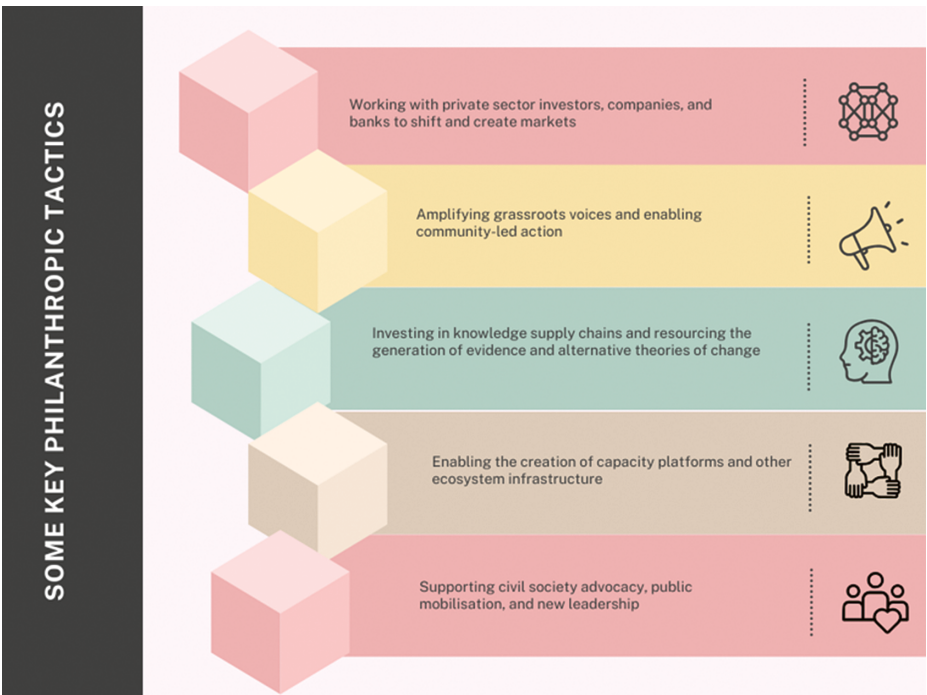 SOME KEY PHILANTHROPIC TACTICS
Working with private sector investors, companies, and
banks to shift and create markets
Amplifying grassroots voices and enabling
community-led action
Investing in knowledge supply chains and resourcing the
generation of evidence and alternative theories of change
Enabling the creation of capacity platforms and other
ecosystem infrastructure
Supporting civil society advocacy, public
mobilisation, and new leadership